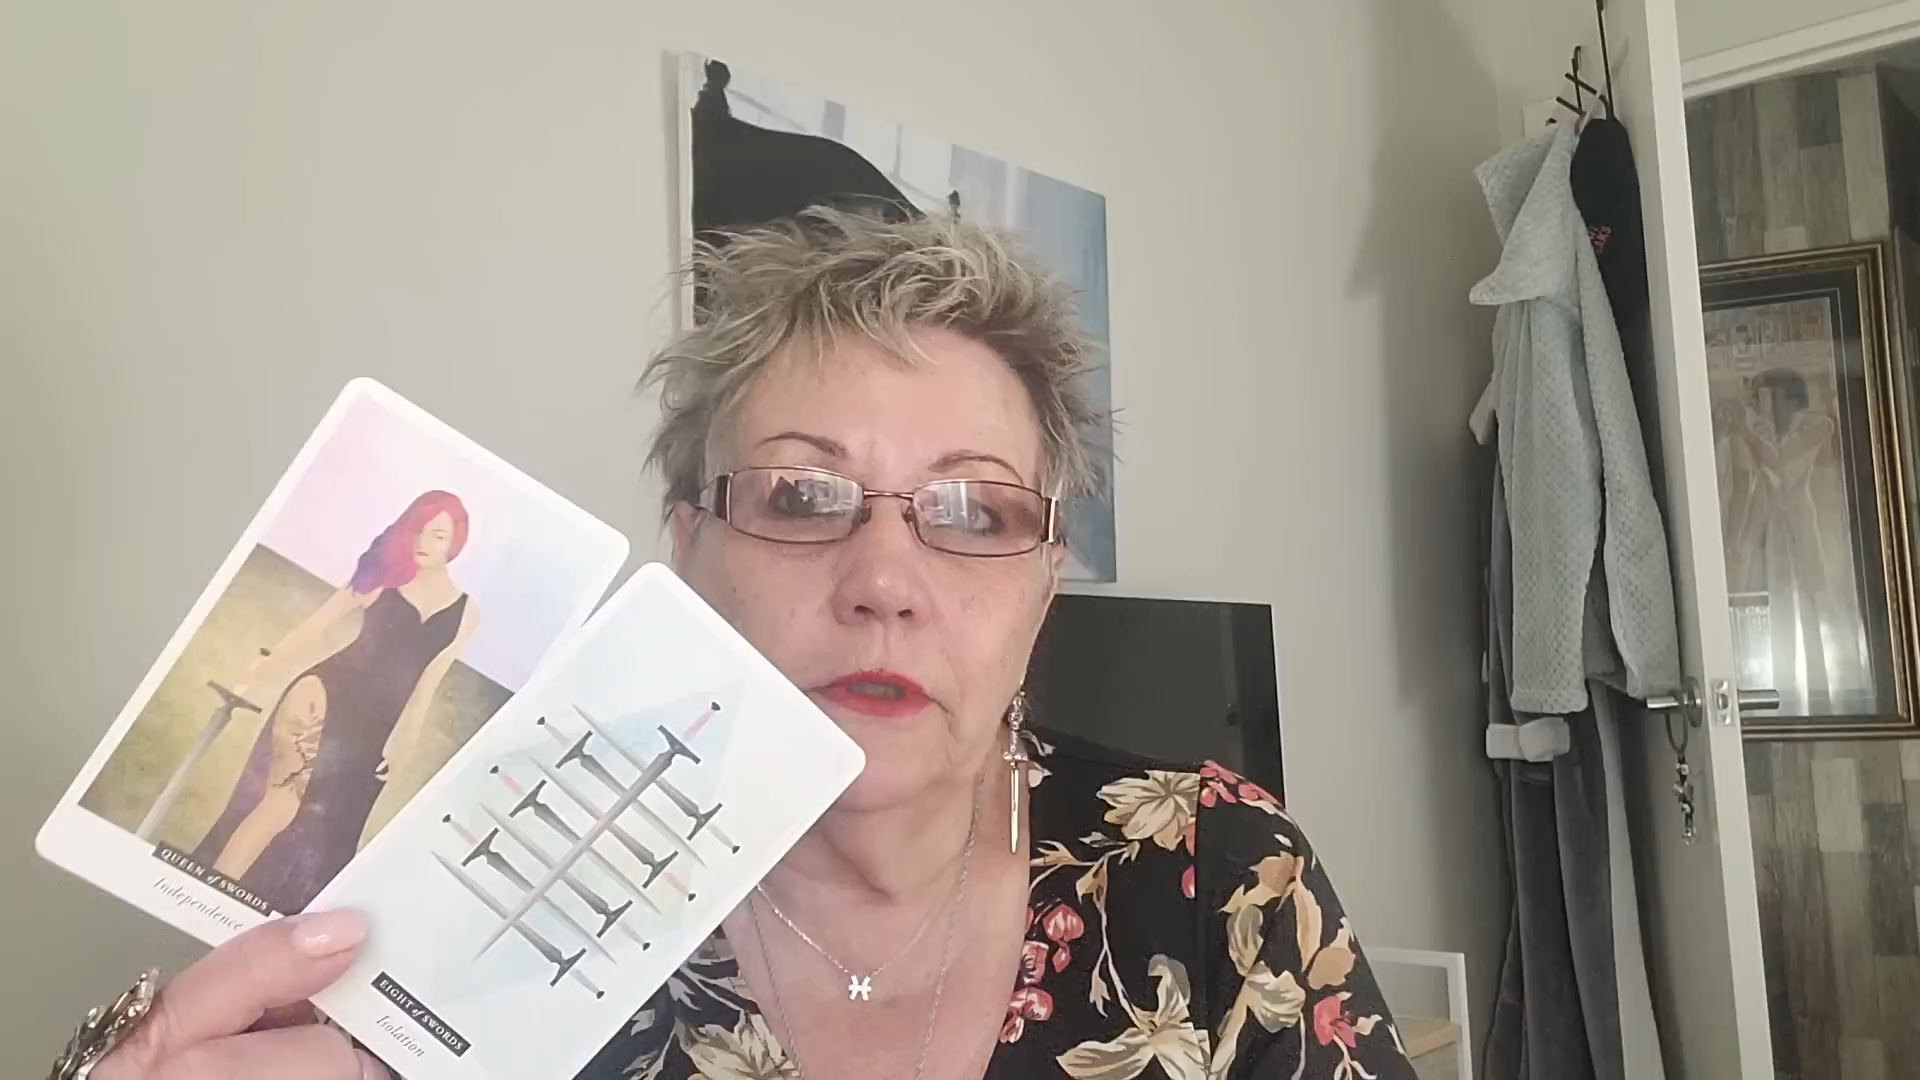 QUEEN of SWORDS
Independence
EIGHT of SWORDS
Isolation